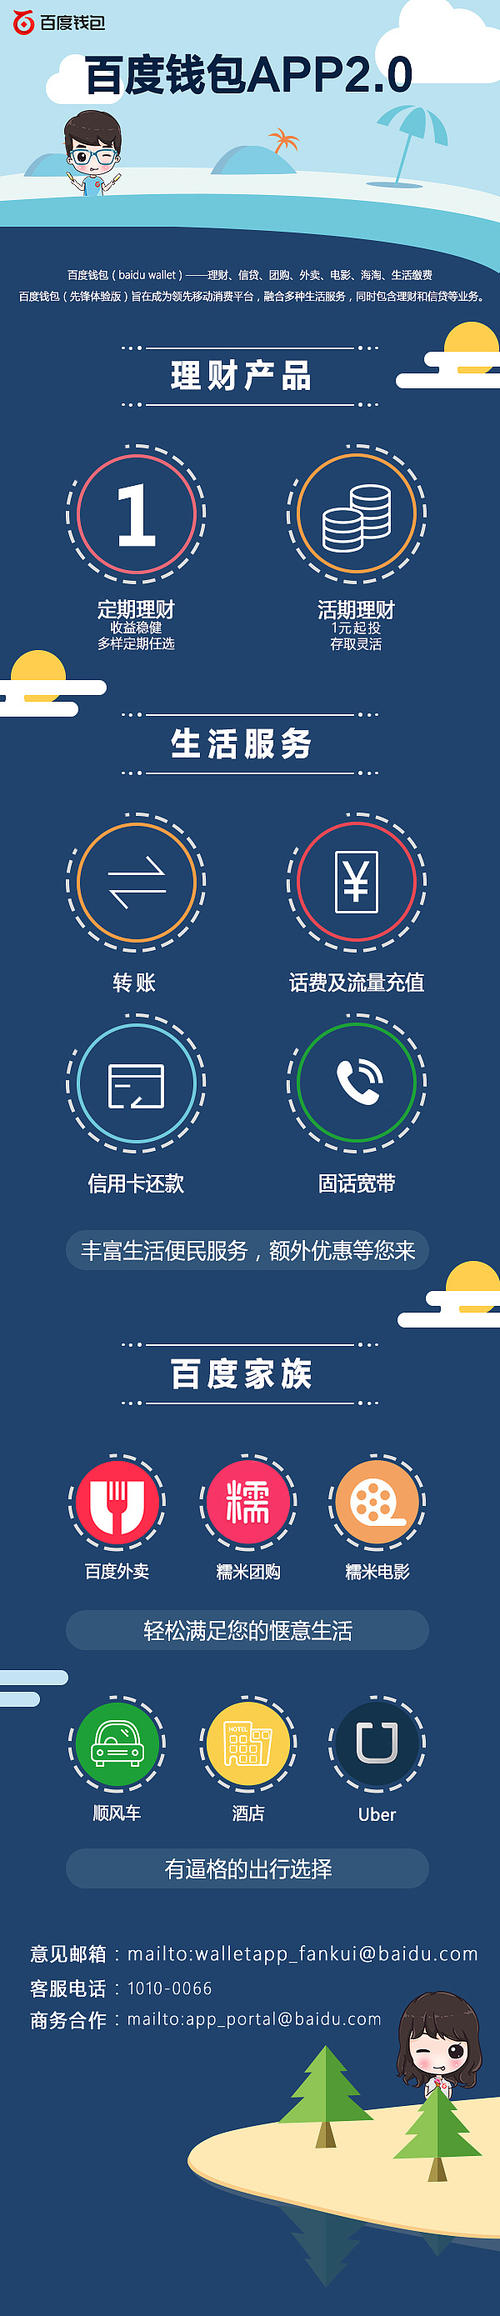 百度钱包
百度钱包APP2.0
百度钱包（baidu wallet）——理财、信贷、团购、外卖、电影、海淘、生活缴费
百度钱包（先锋体验版）旨在成为领先移动消费平台，融合多种生活服务，同时包含理财和信贷等业务。
理财产品
1
定期理财
收益稳健
多样定期任选
活期理财
1元起投
存取灵活
生活服务
¥
转账
话费及流量充值
信用卡还款
固话宽带
丰富生活便民服务，额外优惠等您来
百度家族
糯
百度外卖
糯米团购
糯米电影
轻松满足您的惬意生活
HOTEL
顺风车
酒店
Uber
有逼格的出行选择
意见邮箱：mailto:walletapp_fankui@baidu.com
客服电话：1010-0066
商务合作：mailto:app_portal@baidu.com